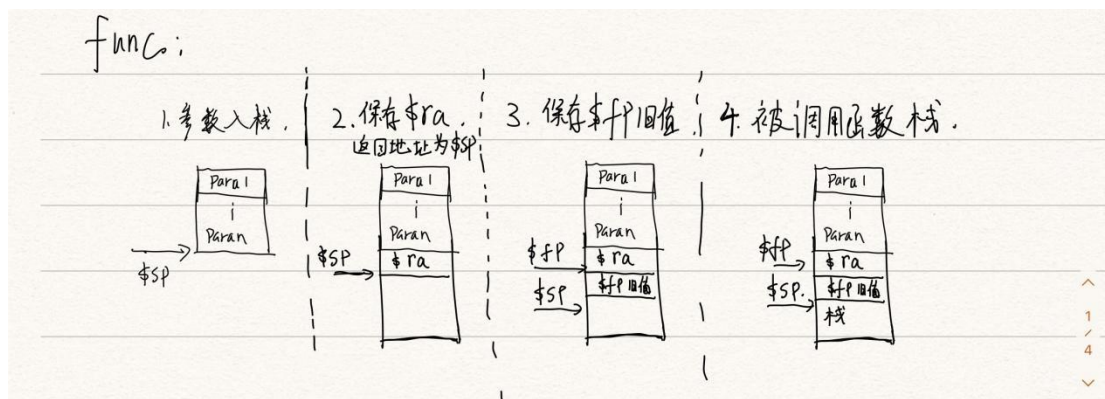 func:
1.参数入栈.
2.保存$ra.
返回地址为$SP
3.保存$fp旧值.
4.被调用函数栈.
Para1
Paran
$SP
Para1
Paran
$ra
$SP
Para1
Paran
$ra
$fp旧值
$fP
$SP
Para1
Paran
$ra
$fp旧值
栈
$fP
$SP.
1/4